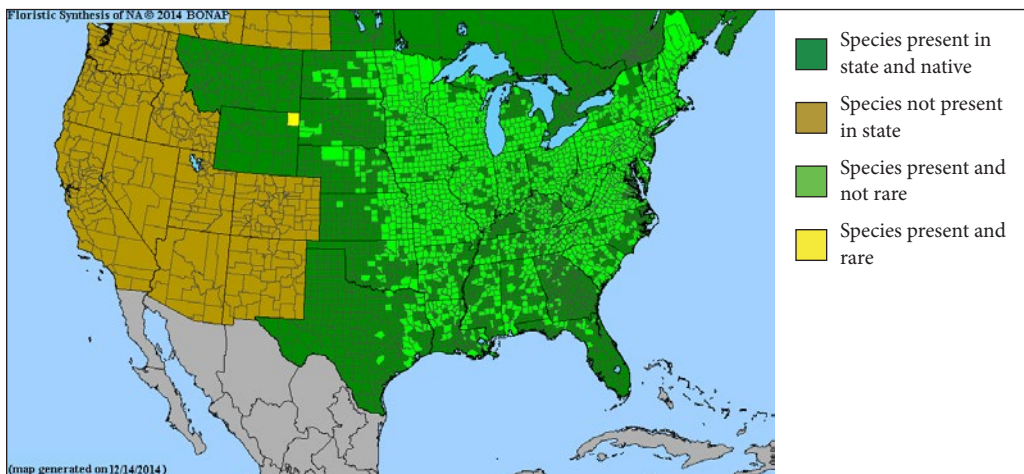 Floristic Synthesis of NA © 2014 BONAP
Species present in
state and native
Species not present
in state
Species present and
not rare
Species present and
rare
(map generated on 12/14/2014)